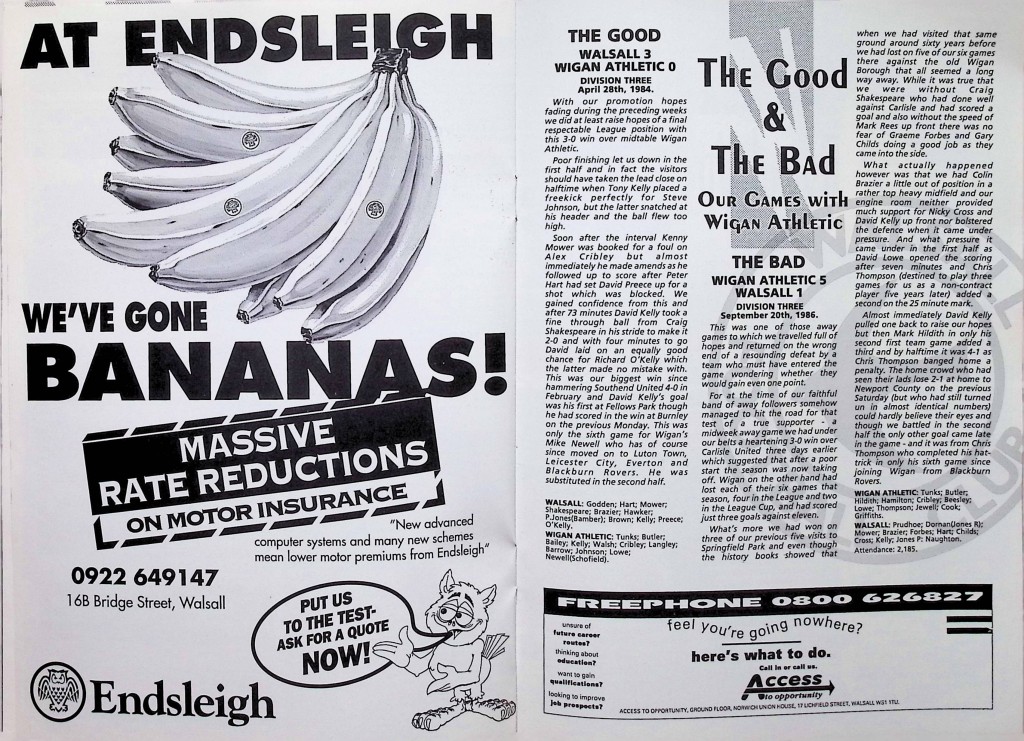 AT ENDSLEIGH
WE'VE GONE
BANANAS!
MASSIVE
RATE REDUCTIONS
ON MOTOR INSURANCE
"New advanced
computer systems and many new schemes
mean lower motor premiums from Endsleigh"
0922 649147
16B Bridge Street, Walsall
PUT US
TO THE TEST-
ASK FOR A QUOTE
NOW!
Endsleigh
THE GOOD
WALSALL 3
WIGAN ATHLETIC 0
DIVISION THREE
April 28th, 1984.
With our promotion hopes
fading during the preceding weeks
we did at least raise hopes of a final
respectable League position with
this 3-0 win over midtable Wigan
Athletic.
Poor finishing let us down in the
first half and in fact the visitors
should have taken the lead close on
halftime when Tony Kelly placed a
freekick perfectly for Steve
Johnson, but the latter snatched at
his header and the ball flew too
high.
Soon after the interval Kenny
Mower was booked for a foul on
Alex Cribley but almost
immediately he made amends as he
followed up to score after Peter
Hart had set David Preece up for a
shot which was blocked. We
gained confidence from this and
after 73 minutes David Kelly took a
fine through ball from Craig
Shakespeare in his stride to make it
2-0 and with four minutes to go
David laid on an equally good
chance for Richard O'Kelly which
the latter made no mistake with.
This was our biggest win since
hammering Southend United 4-0 in
February and David Kelly's goal
was his first at Fellows Park though
he had scored in the win at Burnley
on the previous Monday. This was
only the sixth game for Wigan's
Mike Newell who has of course
since moved on to Luton Town,
Leicester City, Everton and
Blackburn Rovers. He was
substituted in the second half.
WALSALL: Godden; Hart; Mower;
Shakespeare; Brazier; Hawker;
P.Jones(Bamber); Brown; Kelly; Preece;
O'Kelly.
WIGAN ATHLETIC: Tunks; Butler;
Bailey; Kelly; Walsh; Cribley; Langley;
Barrow; Johnson; Lowe;
Newell(Schofield).
The Good
&
The Bad
Our Games with
Wigan Athletic
THE BAD
WIGAN ATHLETIC 5
WALSALL 1
DIVISION THREE
September 20th, 1986.
This was one of those away
games to which we travelled full of
hopes and returned on the wrong
end of a resounding defeat by a
team who must have entered the
game wondering whether they
would gain even one point.
For at the time of our faithful
band of away followers somehow
managed to hit the road for that
test of a true supporter - a
midweek away game we had under
our belts a heartening 3-0 win over
Carlisle United three days earlier
which suggested that after a poor
start the season was now taking
off. Wigan on the other hand had
lost each of their six games that
season, four in the League and two
in the League Cup, and had scored
just three goals against eleven.
What's more we had won on
three of our previous five visits to
Springfield Park and even though
the history books showed that
when we had visited that same
ground around sixty years before
we had lost on five of our six games
there against the old Wigan
Borough that all seemed a long
way away. While it was true that
we were without Craig
Shakespeare who had done well
against Carlisle and had scored a
goal and also without the speed of
Mark Rees up front there was no
fear of Graeme Forbes and Gary
Childs doing a good job as they
came into the side.
What actually happened
however was that we had Colin
Brazier a little out of position in a
rather top heavy midfield and our
engine room neither provided
much support for Nicky Cross and
David Kelly up front nor bolstered
the defence when it came under
pressure. And what pressure it
came under in the first half as
David Lowe opened the scoring
after seven minutes and Chris
Thompson (destined to play three
games for us as a non-contract
player five years later) added a
second on the 25 minute mark.
Almost immediately David Kelly
pulled one back to raise our hopes
but then Mark Hildith in only his
second first team game added a
third and by halftime it was 4-1 as
Chris Thompson banged home a
penalty. The home crowd who had
seen their lads lose 2-1 at home to
Newport County on the previous
Saturday (but who had still turned
un in almost identical numbers)
could hardly believe their eyes and
though we battled in the second
half the only other goal came late
in the game - and it was from Chris
Thompson who completed his hat-
trick in only his sixth game since
joining Wigan from Blackburn
Rovers.
WIGAN ATHLETIC: Tunks; Butler;
Hildith; Hamilton; Cribley; Beesley;
Lowe; Thompson; Jewell; Cook;
Griffiths.
WALSALL: Prudhoe; Dornan(Jones R);
Mower; Brazier; Forbes; Hart; Childs;
Cross; Kelly; Jones P: Naughton.
Attendance: 2,185.
FREEPHONE 0800 626827
unsure of
future career
routes?
thinking about
education?
want to gain
qualifications?
looking to improve
job prospects?
feel you're going nowhere?
here's what to do.
Call in or call us.
Access
to opportunity
ACCESS TO OPPORTUNITY, GROUND FLOOR, NORWICH UNION HOUSE, 17 LICHFIELD STREET, WALSALL WS1 1TU.